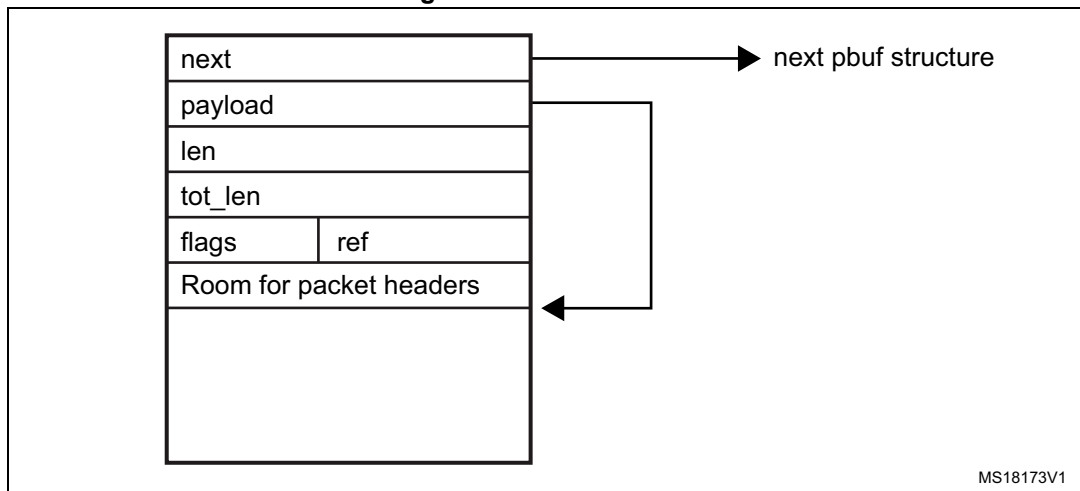 next
next pbuf structure
payload
len
tot_len
flags ref
Room for packet headers
MS18173V1